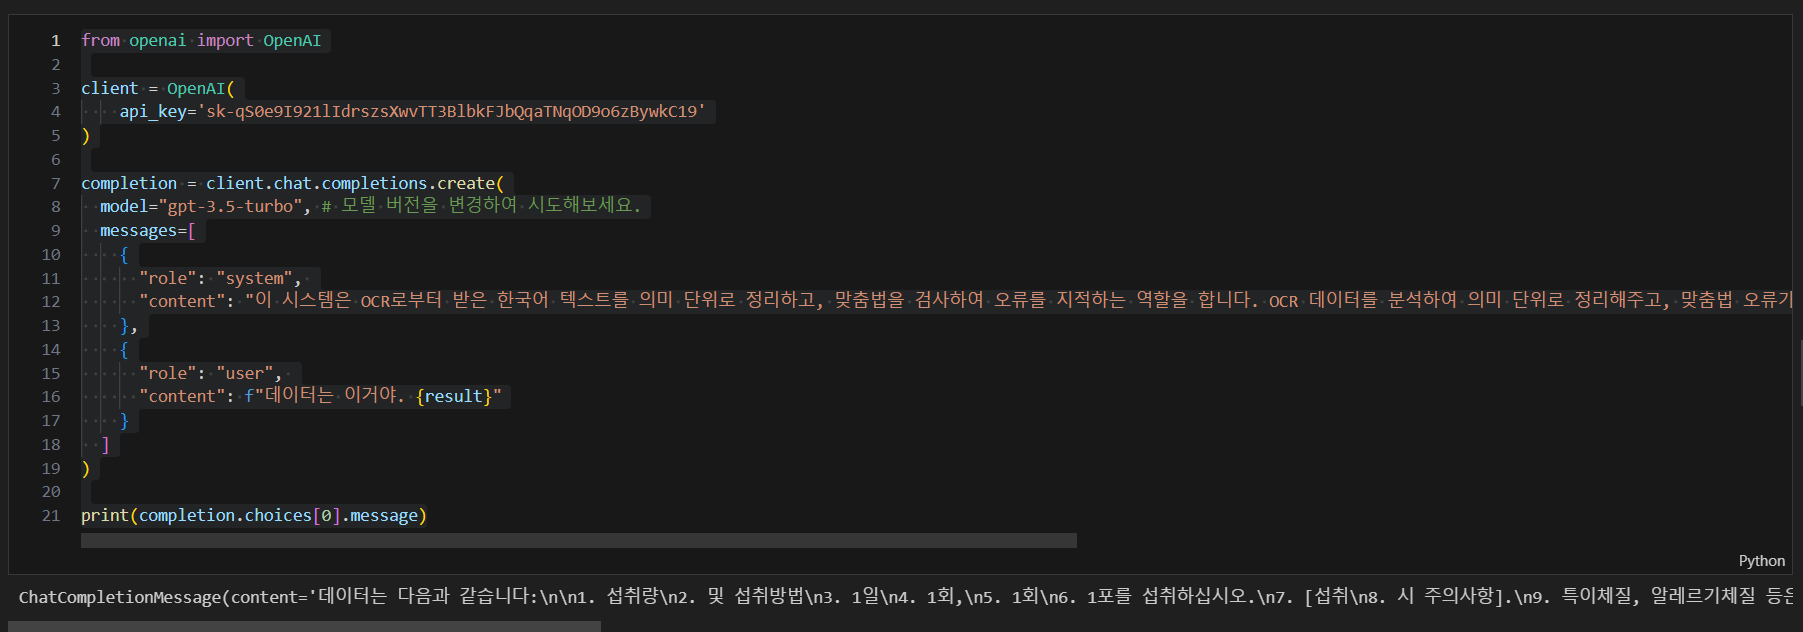 from openai import OpenAI

client = OpenAI(
    api_key='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'
)

completion = client.chat.completions.create(
  model="gpt-3.5-turbo", # 모델 버전을 변경하여 시도해보세요.
  messages=[
    {
      "role": "system",
      "content": "이 시스템은 OCR로부터 받은 한국어 텍스트를 의미 단위로 정리하고, 맞춤법을 검사하여 오류를 지적하는 역할을 합니다. OCR 데이터를 분석하여 의미 단위로 정리해주고, 맞춤법 오류가
    },
    {
      "role": "user",
      "content": f"데이터는 이거야. {result}"
    }
  ]
)

print(completion.choices[0].message)
Python
ChatCompletionMessage(content='데이터는 다음과 같습니다:\n\n1. 섭취량\n2. 및 섭취방법\n3. 1일\n4. 1회,\n5. 1회\n6. 1포를 섭취하십시오.\n7. [섭취\n8. 시 주의사항].\n9. 특이체질, 알레르기체질 등은